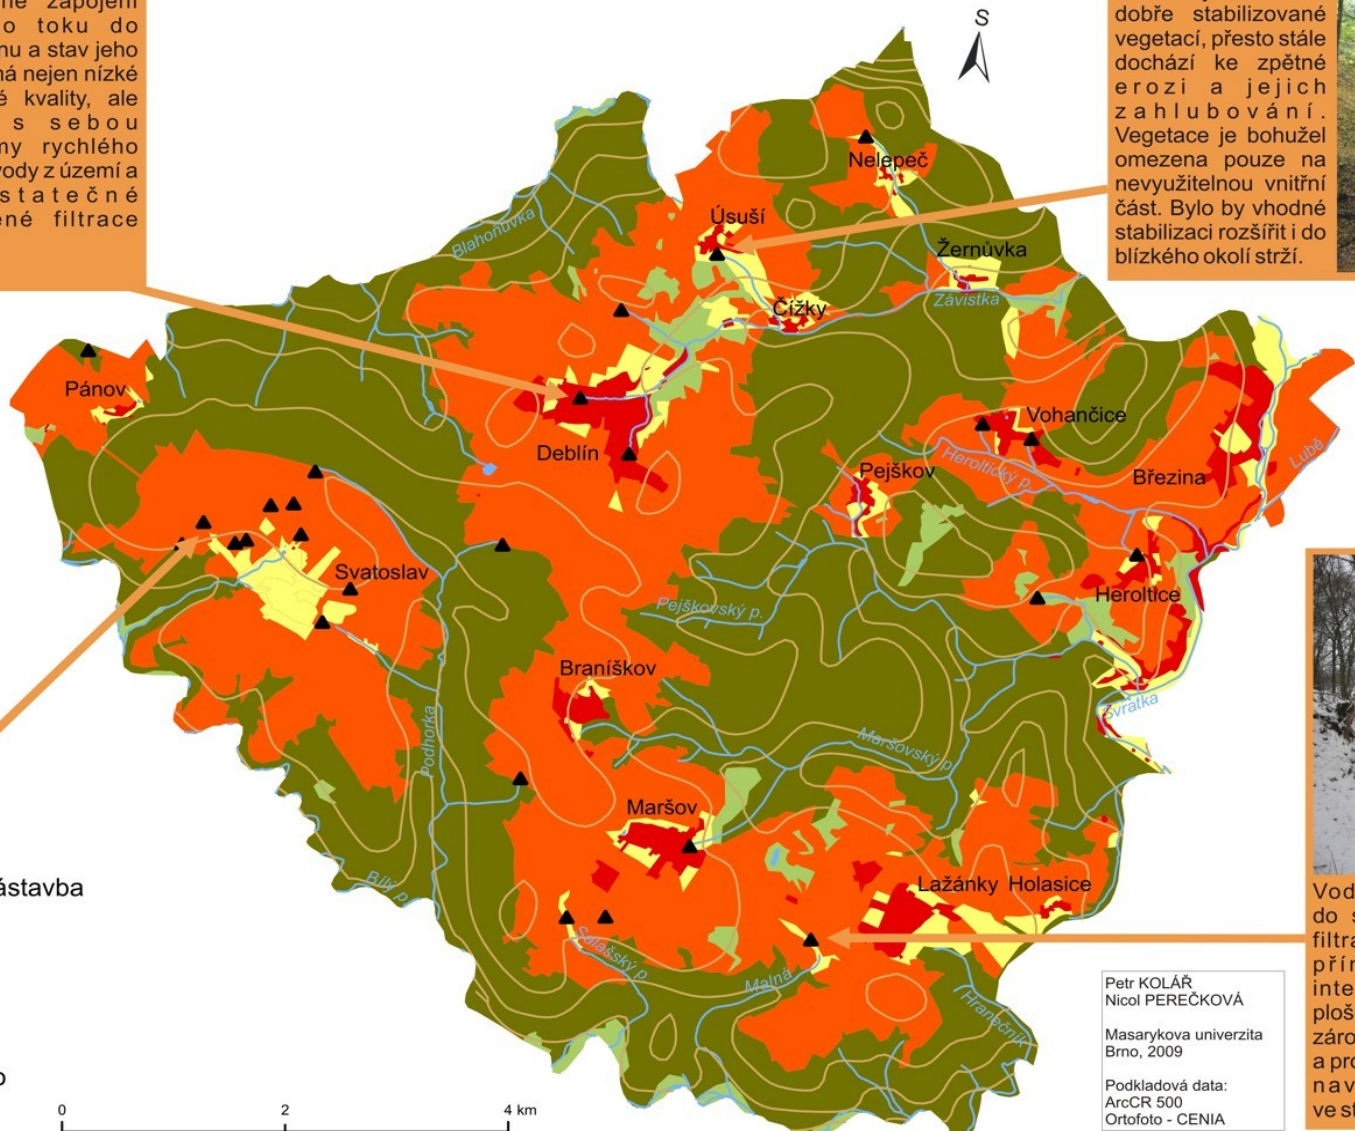 zapojení
o toku do
nu a stav jeho
ná nejen nízké
é kvality, ale
s sebou
my rychlého
vody z území a
statečné
ené filtrace
S
dobře stabilizované
vegetací, přesto stále
dochází ke zpětné
erozi a jejich
zahlubování.
Vegetace je bohužel
omezena pouze na
nevyužitelnou vnitřní
část. Bylo by vhodné
stabilizaci rozšířit i do
blízkého okolí strží.
Nelepeč
Úsuší
Blahoňůvka
Žernůvka
Závistka
Čížky
Pánov
Vohančice
Deblín
Heroltický p.
Pejškov
Březina
Lubě
Svatoslav
Heroltice
Pejškovský p.
Braníškov
Svratka
Podhorka
Maršovský p.
Maršov
Bílý p.
ástavba
Lažánky
Holasice
Salašský p.
Malná
Hranečník
Vod
do s
filtra
přín
inte
ploš
záro
a pro
nav
ve st
Petr KOLÁŘ
Nicol PEREČKOVÁ
Masarykova univerzita
Brno, 2009
Podkladová data:
ArcCR 500
Ortofoto - CENIA
0
2
4 km